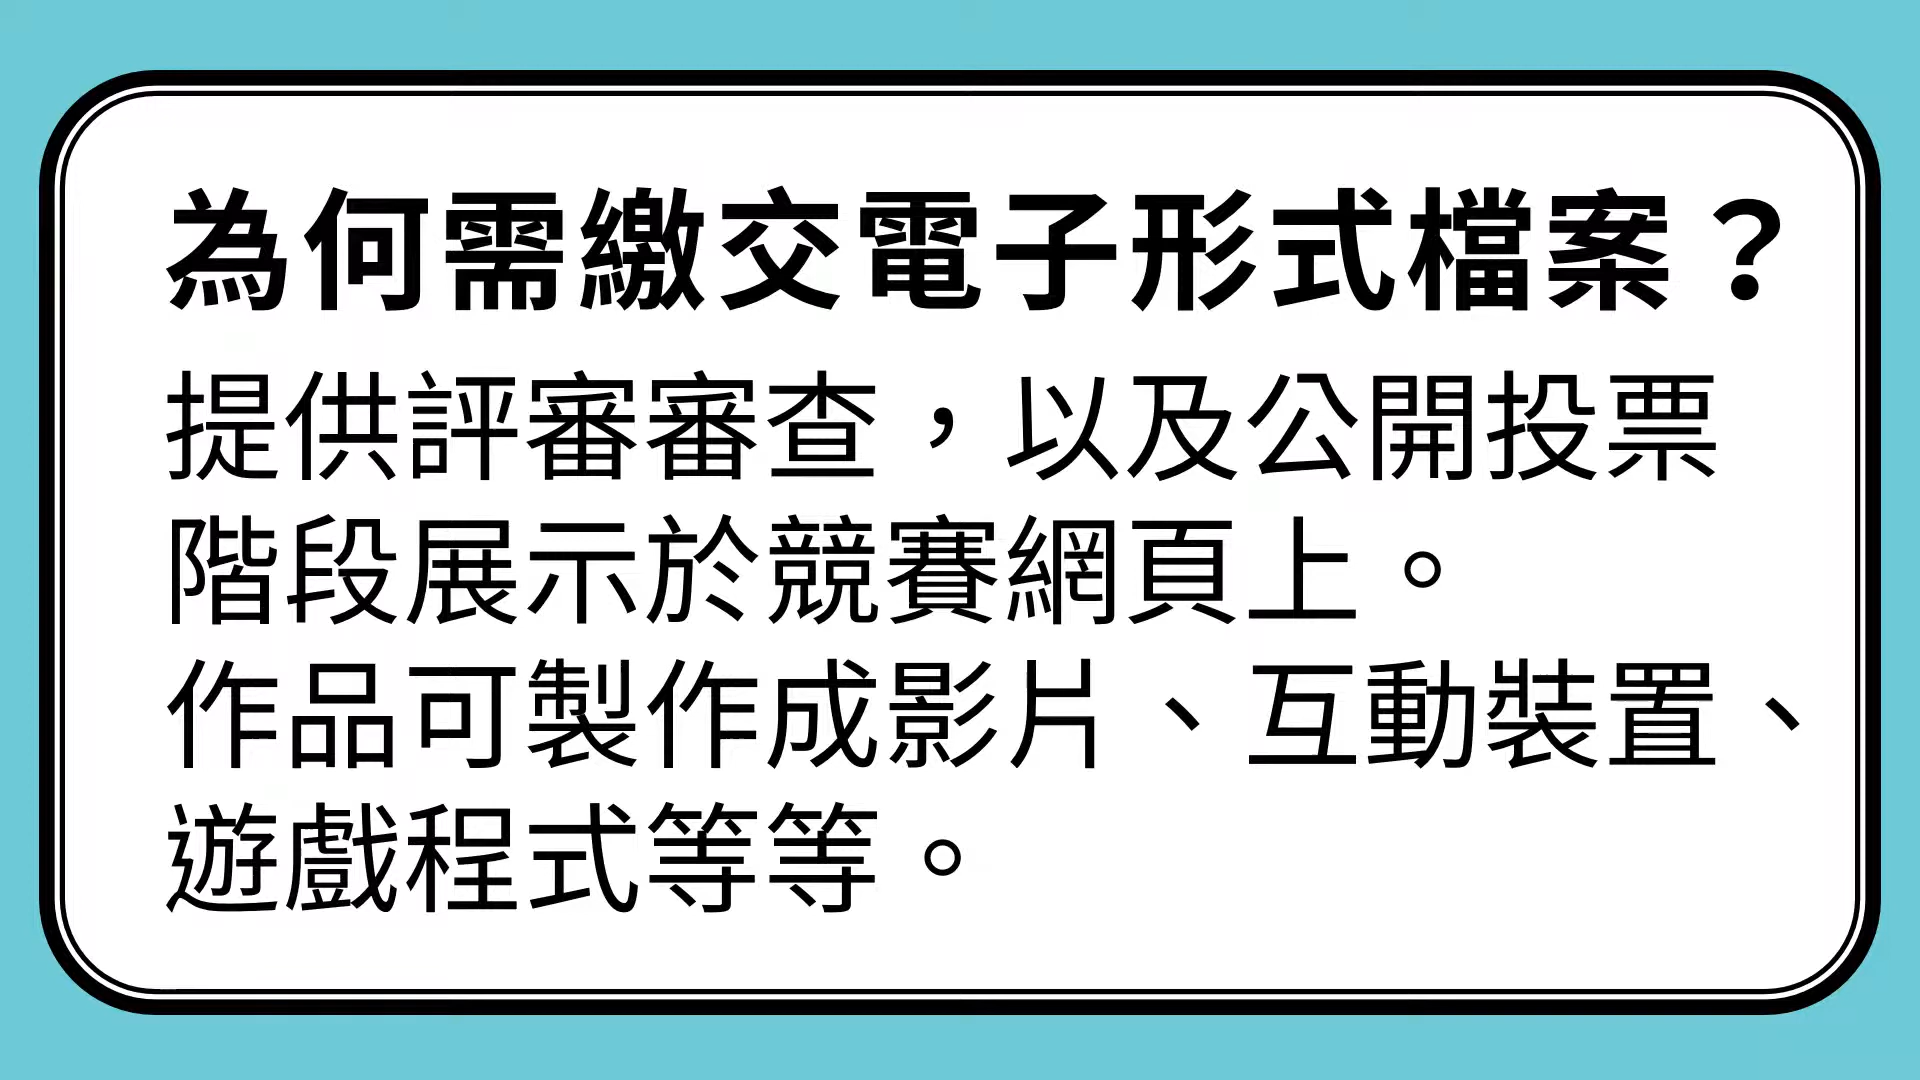 為何需繳交電子形式檔案？
提供評審審查，以及公開投票
階段展示於競賽網頁上。
作品可製作成影片、互動裝置、
遊戲程式等等。